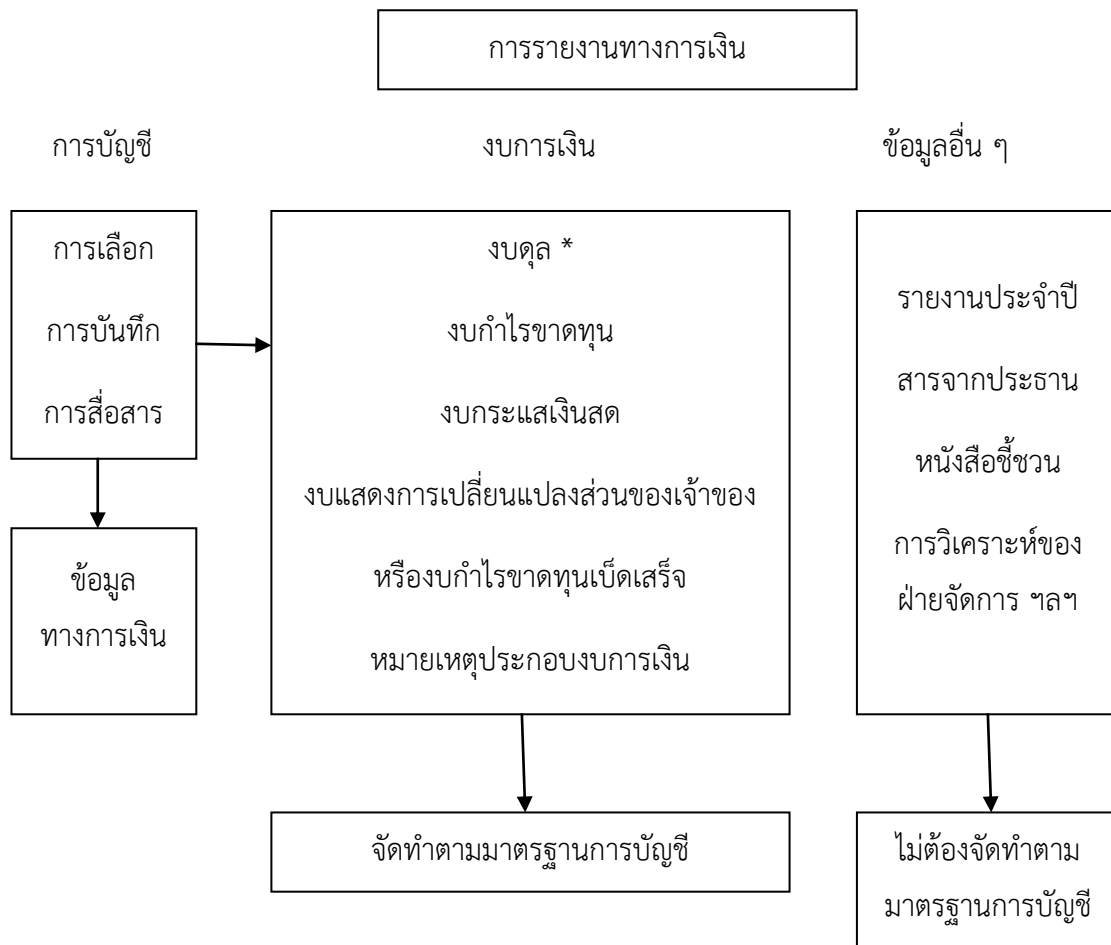 การรายงานทางการเงิน
การบัญชี
งบการเงิน
ข้อมูลอื่น ๆ
การเลือก
การบันทึก
การสื่อสาร
ข้อมูล
ทางการเงิน
งบดุล *
งบกำไรขาดทุน
งบกระแสเงินสด
งบแสดงการเปลี่ยนแปลงส่วนของเจ้าของ
หรืองบกำไรขาดทุนเบ็ดเสร็จ
หมายเหตุประกอบงบการเงิน
จัดทำตามมาตรฐานการบัญชี
รายงานประจำปี
สารจากประธาน
หนังสือชี้ชวน
การวิเคราะห์ของ
ฝ่ายจัดการ ฯลฯ
ไม่ต้องจัดทำตาม
มาตรฐานการบัญชี